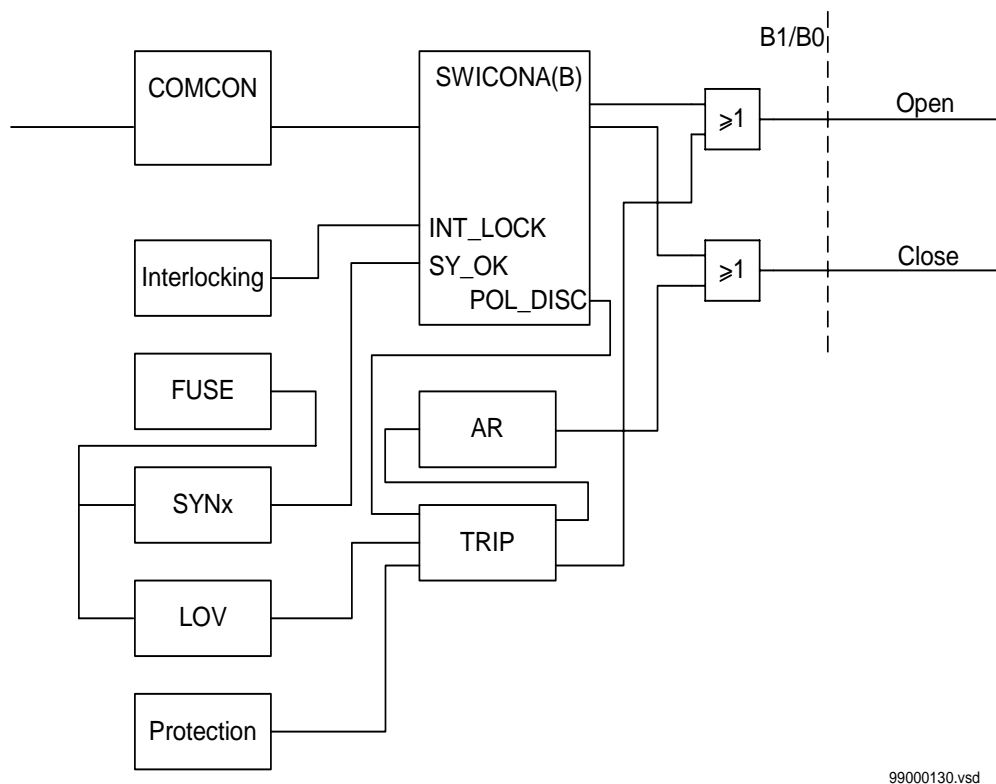 B1/B0
COMCON
SWICONA(B)
⩾1
Open
INT_LOCK
Interlocking
SY_OK
⩾1
Close
POL_DISC
FUSE
AR
SYNx
TRIP
LOV
Protection
99000130.vsd